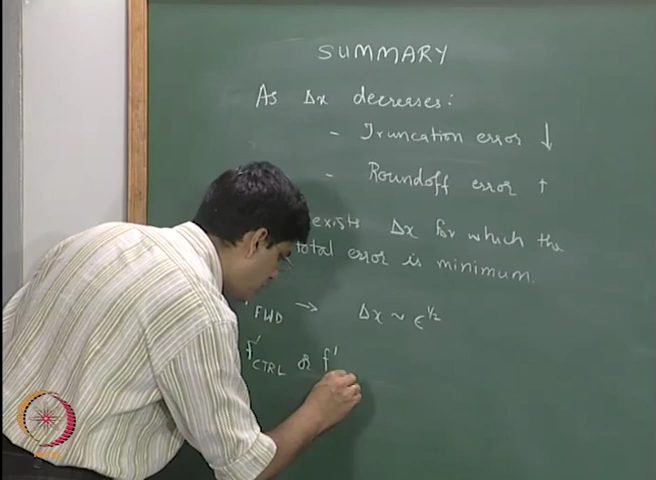 SUMMARY
As Δx decreases:
- Truncation error ↓
- Roundoff error ↑
exists Δx for which the
total error is minimum.
FWD → Δx ~ ϵ^1/2
f'CTRL or f'